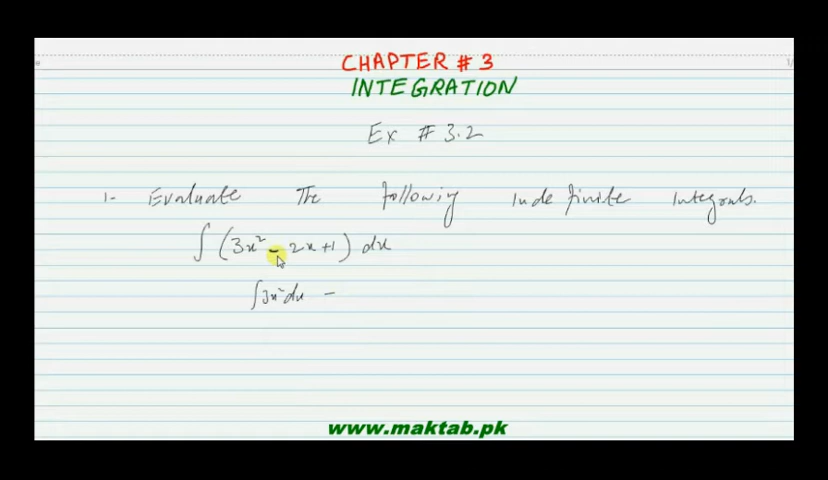 CHAPTER # 3
INTEGRATION
Ex # 3.2
1- Evaluate The following Indefinite Integrals.
∫ (3x² - 2x + 1) dx
∫3x²dx -
www.maktab.pk